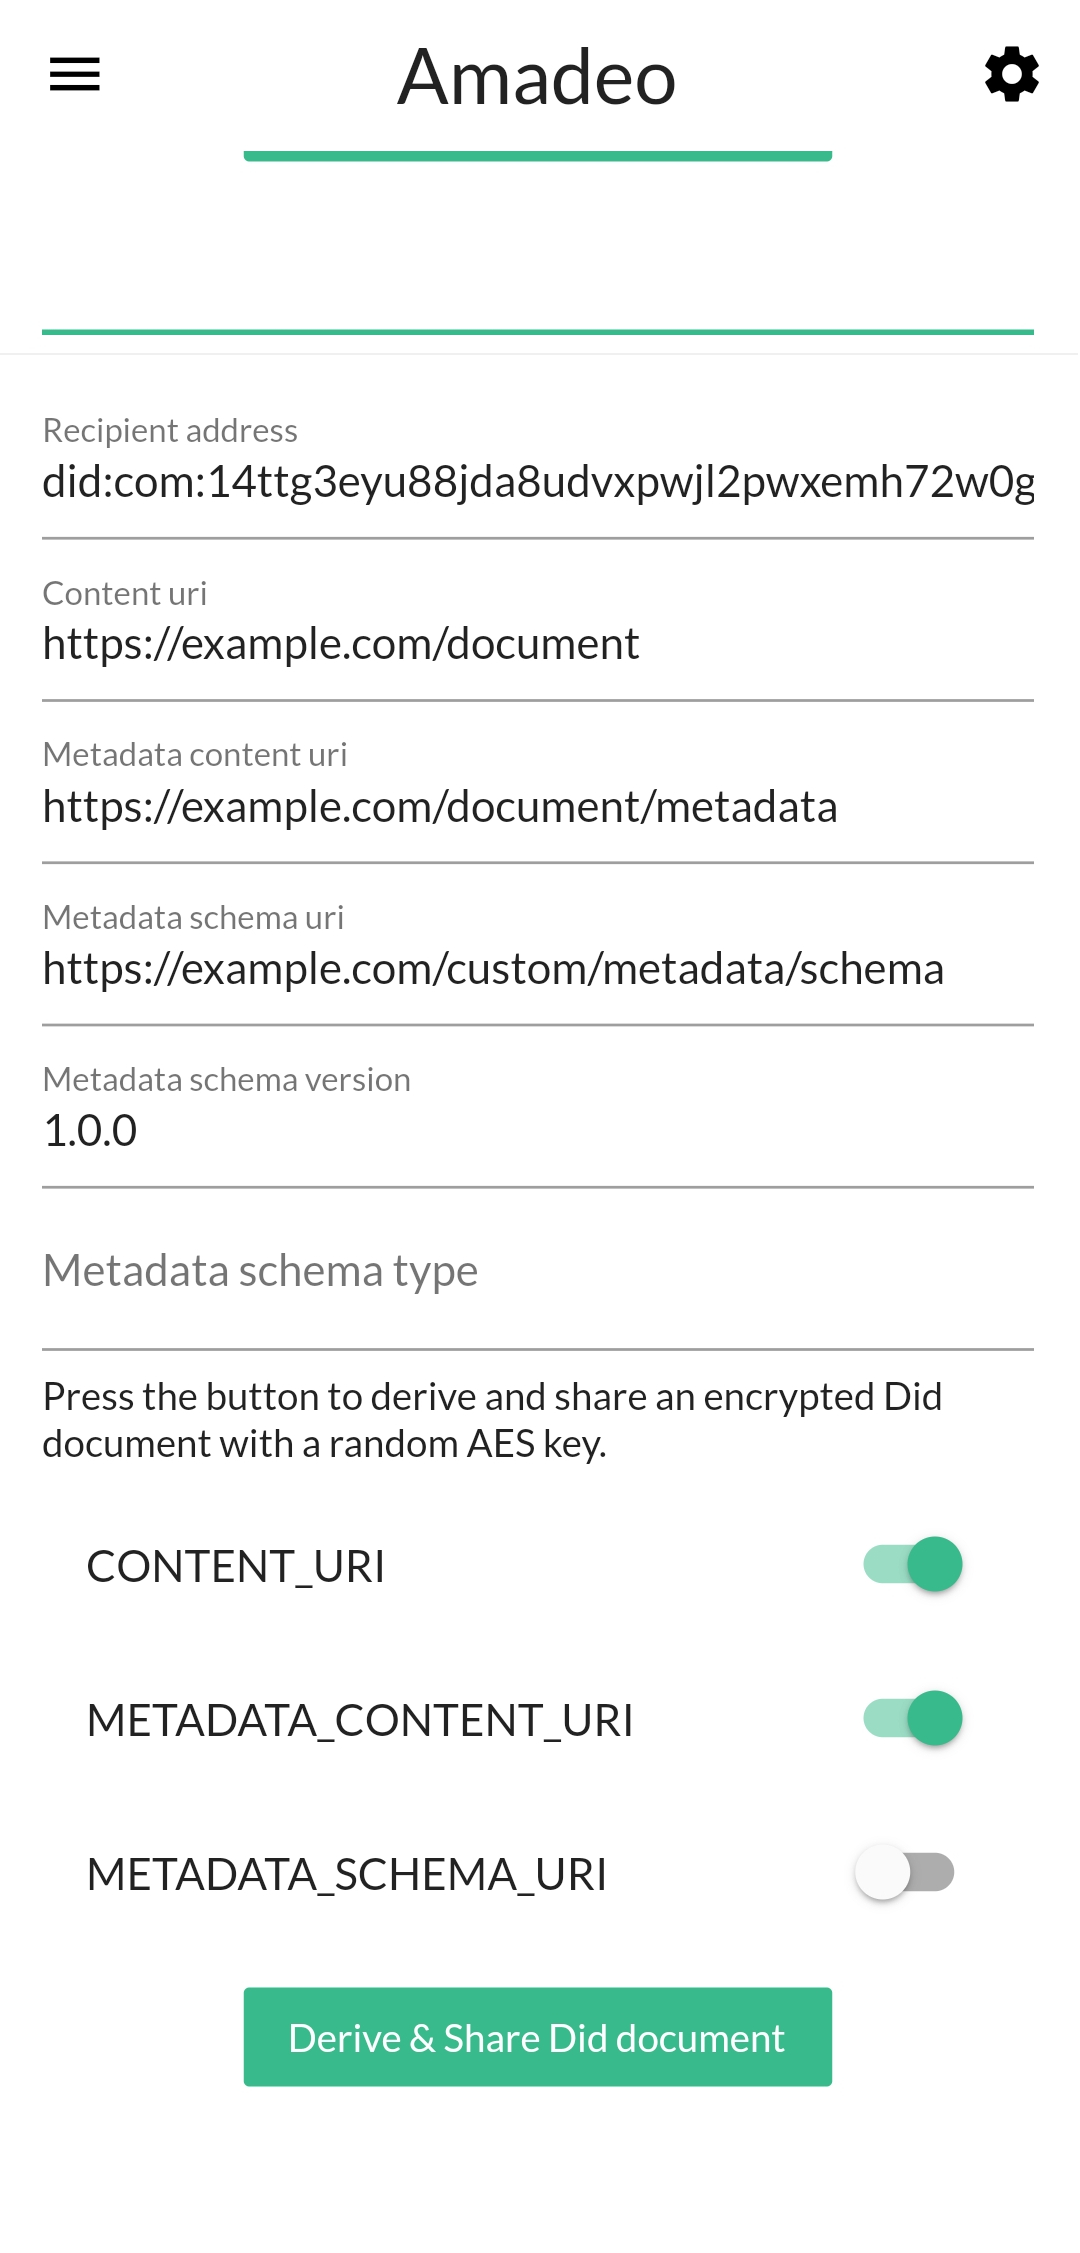 Amadeo
Recipient address
did:com:14ttg3eyu88jda8udvxpwjl2pwxemh72w0g
Content uri
https://example.com/document
Metadata content uri
https://example.com/document/metadata
Metadata schema uri
https://example.com/custom/metadata/schema
Metadata schema version
1.0.0
Metadata schema type
Press the button to derive and share an encrypted Did
document with a random AES key.
CONTENT_URI
METADATA_CONTENT_URI
METADATA_SCHEMA_URI
Derive & Share Did document